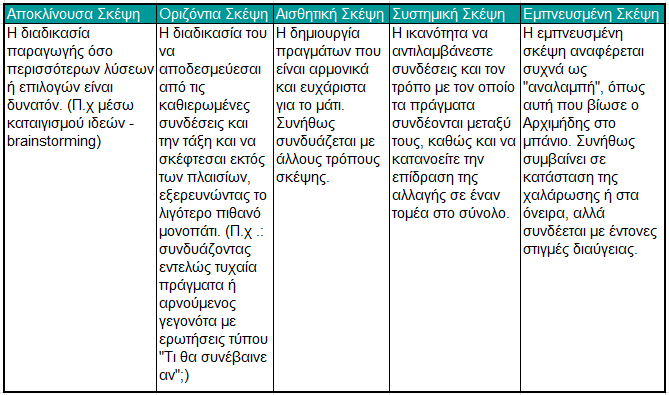 Αποκλίνουσα Σκέψη
Οριζόντια Σκέψη
Αισθητική Σκέψη
Συστημική Σκέψη
Εμπνευσμένη Σκέψη
Η διαδικασία
παραγωγής όσο
περισσότερων λύσεων
ή επιλογών είναι
δυνατόν. (Π.χ μέσω
καταιγισμού ιδεών -
brainstorming)
Η διαδικασία του
να
αποδεσμεύεσαι
από τις
καθιερωμένες
συνδέσεις και
την τάξη και να
σκέφτεσαι εκτός
των πλαισίων,
εξερευνώντας το
λιγότερο πιθανό
μονοπάτι. (Π.χ .:
συνδυάζοντας
εντελώς τυχαία
πράγματα ή
αρνούμενος
γεγονότα με
ερωτήσεις τύπου
"Τι θα συνέβαινε
αν";)
Η δημιουργία
πραγμάτων που
είναι αρμονικά
και ευχάριστα
για το μάτι.
Συνήθως
συνδυάζεται με
άλλους τρόπους
σκέψης.
Η ικανότητα να
αντιλαμβάνεστε
συνδέσεις και τον
τρόπο με τον οποίο
τα πράγματα
συνδέονται μεταξύ
τους, καθώς και να
κατανοείτε την
επίδραση της
αλλαγής σε έναν
τομέα στο σύνολο.
Η εμπνευσμένη
σκέψη αναφέρεται
συχνά ως
"αναλαμπή", όπως
αυτή που βίωσε ο
Αρχιμήδης στο
μπάνιο. Συνήθως
συμβαίνει σε
κατάσταση της
χαλάρωσης ή στα
όνειρα, αλλά
συνδέεται με έντονες
στιγμές διαύγειας.